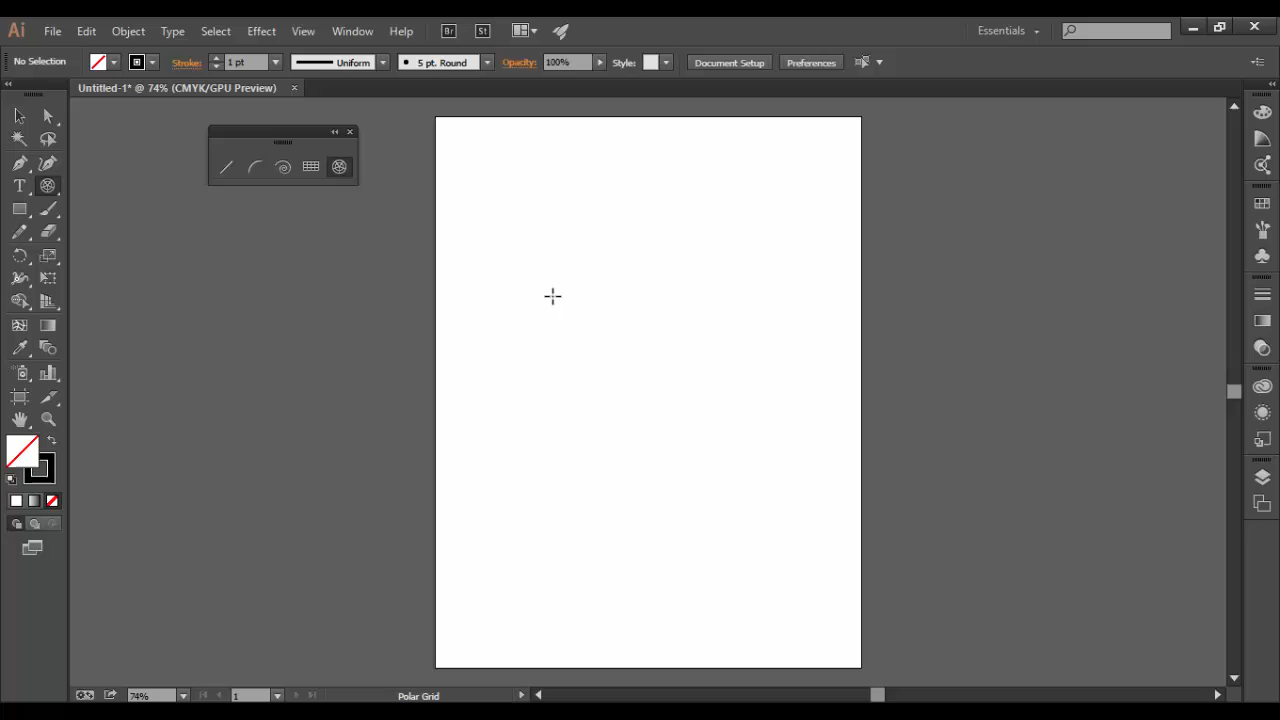 Ai File Edit Object Type Select Effect View Window Help Br St Essentials
No Selection Stroke: 1 pt Uniform 5 pt. Round Opacity: 100% Style: Document Setup Preferences
Untitled-1* @ 74% (CMYK/GPU Preview)
T
74% 1 Polar Grid